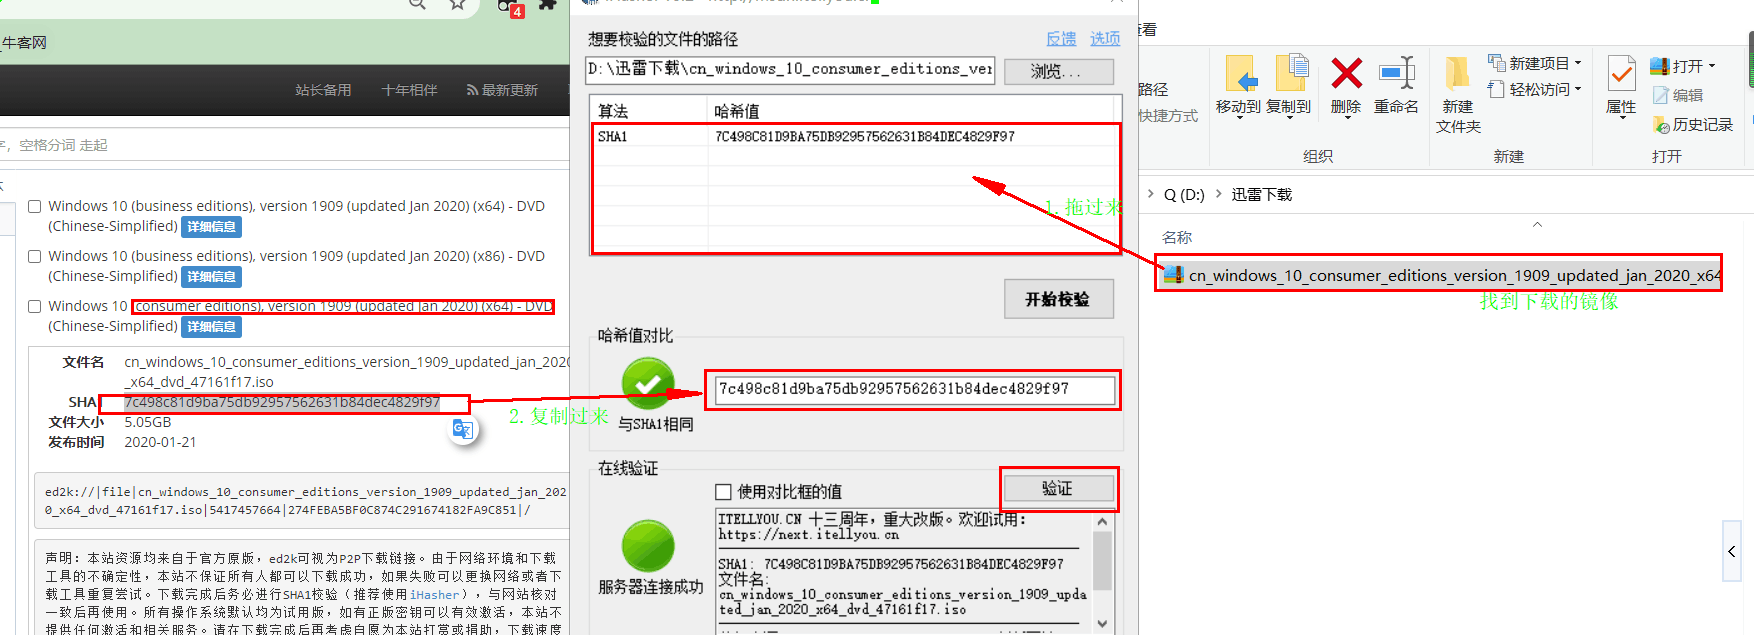 牛客网
站长备用 十年相伴 最新更新
空格分词 走起
Windows 10 (business editions), version 1909 (updated Jan 2020) (x64) - DVD
(Chinese-Simplified) 详细信息
Windows 10 (business editions), version 1909 (updated Jan 2020) (x86) - DVD
(Chinese-Simplified) 详细信息
Windows 10 (consumer editions), version 1909 (updated Jan 2020) (x64) - DVD
(Chinese-Simplified) 详细信息
文件名 cn_windows_10_consumer_editions_version_1909_updated_jan_2020
_x64_dvd_47161f17.iso
SHA 7c498c81d9ba75db92957562631b84dec4829f97
文件大小 5.05GB
发布时间 2020-01-21
ed2k://|file|cn_windows_10_consumer_editions_version_1909_updated_jan_202
0_x64_dvd_47161f17.iso|5417457664|274FEBA5BF0C874C291674182FA9C851|/
声明：本站资源均来自于官方原版，ed2k可视为P2P下载链接。由于网络环境和下载
工具的不确定性，本站不保证所有人都可以下载成功，如果失败可以更换网络或者下
载工具重复尝试。下载完成后务必进行SHA1校验（推荐使用iHasher），与网站核对
一致后再使用。所有操作系统默认均为试用版，如有正版密钥可以有效激活，本站不
提供任何激活和相关服务。请在下载完成后再考虑自愿为本站打赏或捐助，下载速度
4
想要校验的文件的路径 反馈 选项
D:\迅雷下载\cn_windows_10_consumer_editions_ver
浏览...
算法 哈希值
SHA1 7C498C81D9BA75DB92957562631B84DEC4829F97
1.拖过来
开始校验
哈希值对比
7c498c81d9ba75db92957562631b84dec4829f97
与SHA1相同
2.复制过来
在线验证
使用对比框的值
验证
ITELLYOU.CN 十三周年，重大改版。欢迎试用：
https://next.itellyou.cn
SHA1: 7C498C81D9BA75DB92957562631B84DEC4829F97
文件名:
cn_windows_10_consumer_editions_version_1909_upda
ted_jan_2020_x64_dvd_47161f17.iso
服务器连接成功
查看
路径
快捷方式
移动到 复制到 删除 重命名
组织
新建
文件夹
新建项目
轻松访问
新建
属性
打开
编辑
历史记录
打开
Q (D:) 迅雷下载
名称
cn_windows_10_consumer_editions_version_1909_updated_jan_2020_x64
找到下载的镜像